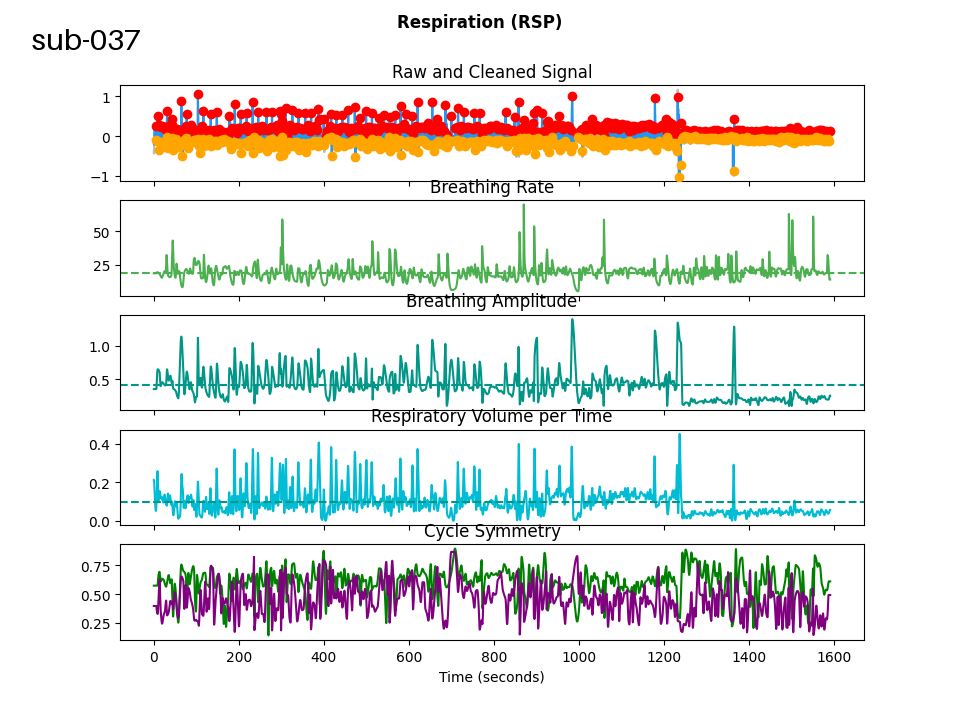 Respiration (RSP)
sub-037
Raw and Cleaned Signal
1
0
−1
Breathing Rate
50
25
Breathing Amplitude
1.0
0.5
Respiratory Volume per Time
0.4
0.2
0.0
Cycle Symmetry
0.75
0.50
0.25
0 200 400 600 800 1000 1200 1400 1600
Time (seconds)